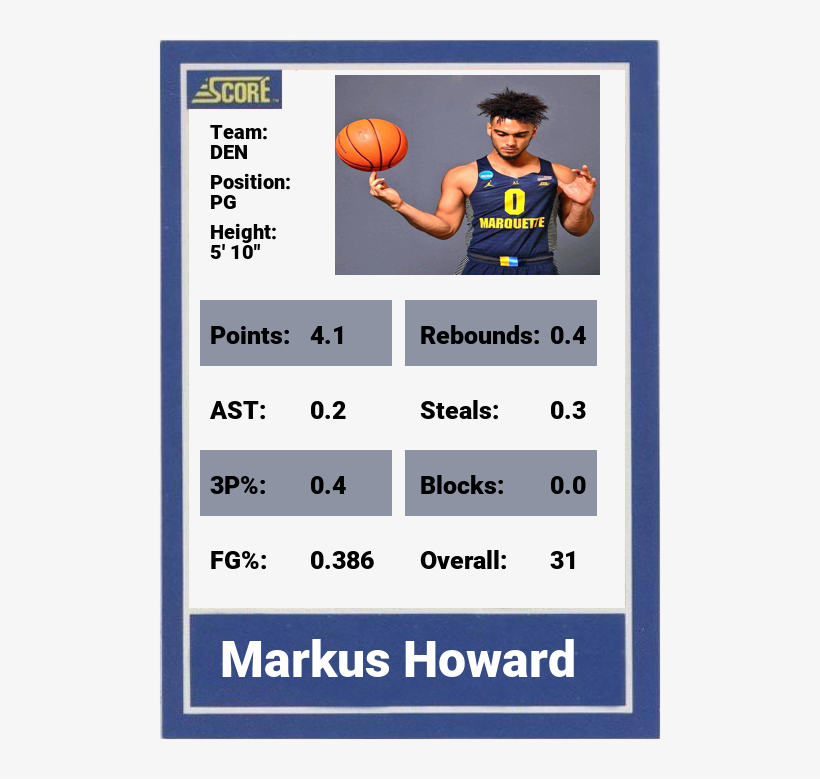 SCORE
Team:
DEN
Position:
PG
Height:
5' 10"
0
MARQUETTE
Points: 4.1 Rebounds: 0.4
AST: 0.2 Steals: 0.3
3P%: 0.4 Blocks: 0.0
FG%: 0.386 Overall: 31
Markus Howard